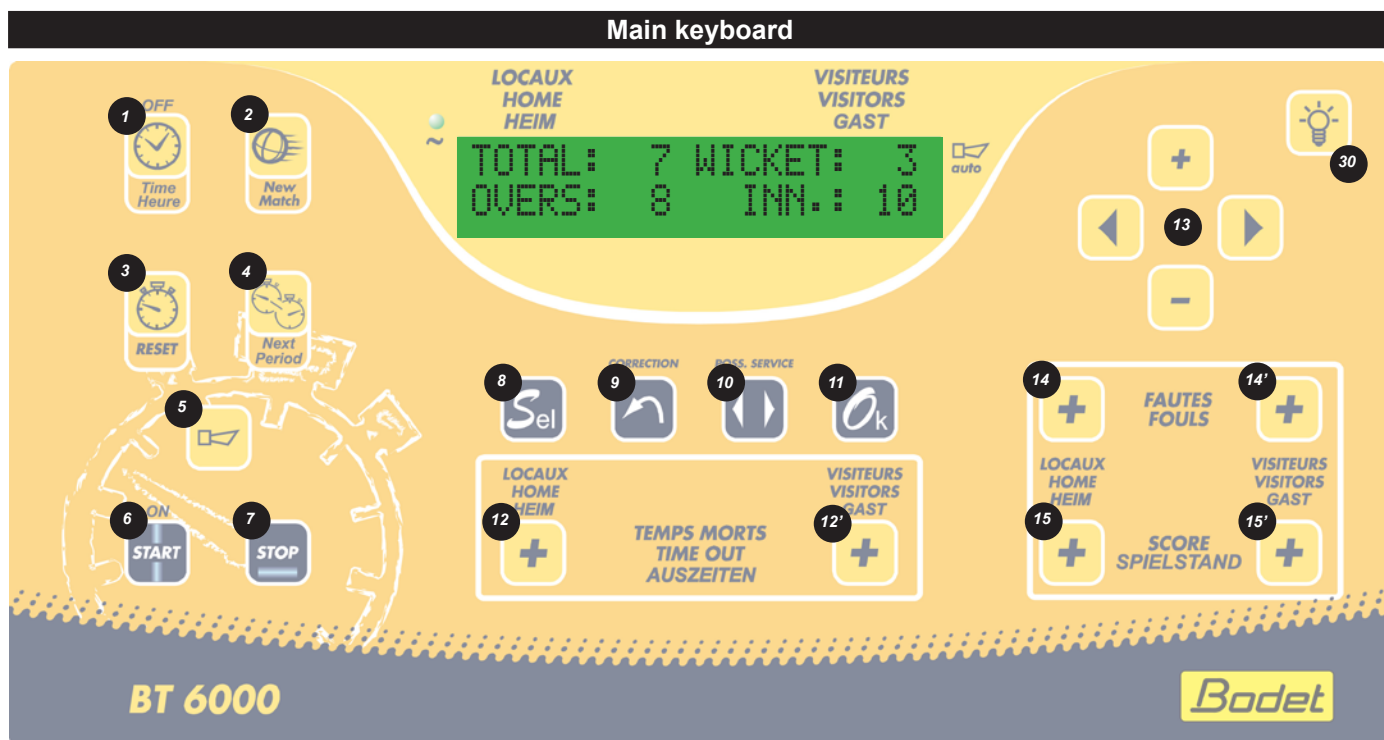 Main keyboard
LOCAUX
HOME
HEIM
VISITEURS
VISITORS
GAST
~
TOTAL: 7 WICKET: 3
OVERS: 8 INN.: 10
auto
OFF
1
Time
Heure
2
New
Match
30
+
13
-
3
RESET
4
Next
Period
5
ON
6
START
7
STOP
8
Sel
CORRECTION
9
POSS. SERVICE
10
11
Ok
LOCAUX
HOME
HEIM
12
+
TEMPS MORTS
TIME OUT
AUSZEITEN
VISITEURS
VISITORS
GAST
12'
+
14
+
FAUTES
FOULS
14'
+
LOCAUX
HOME
HEIM
VISITEURS
VISITORS
GAST
15
+
SCORE
SPIELSTAND
15'
+
BT 6000
Bodet